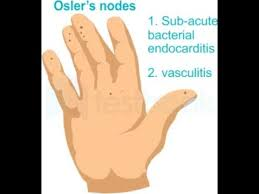 Osler's nodes
1. Sub-acute
bacterial
endocarditis
2. vasculitis